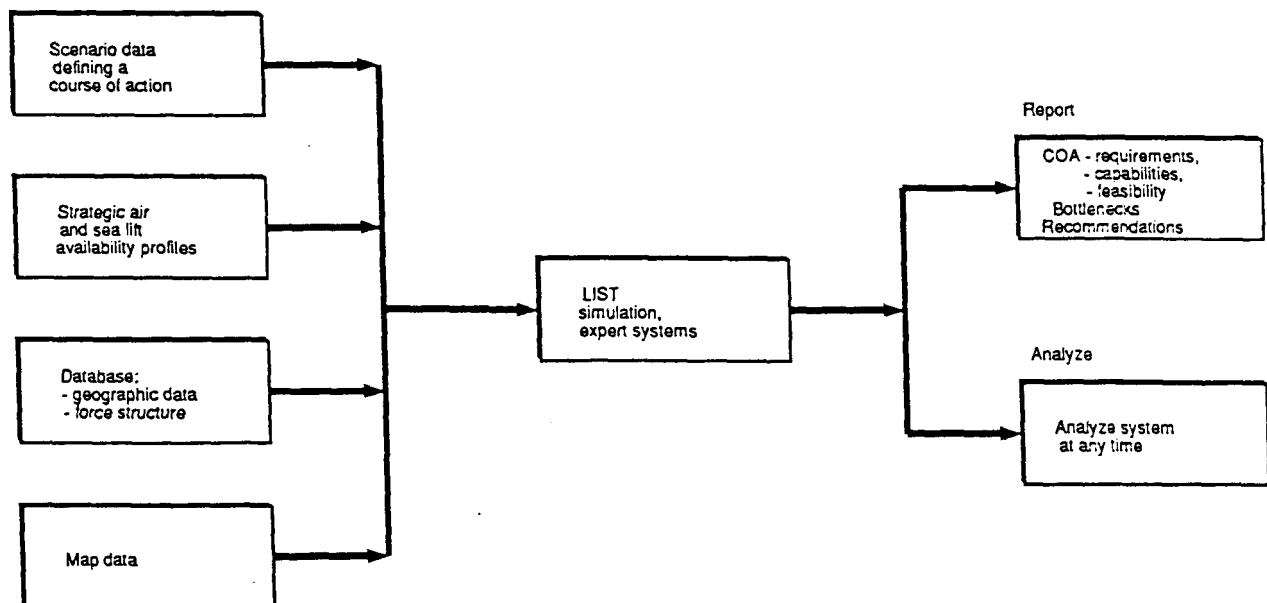 Scenario data
defining a
course of action
Strategic air
and sea lift
availability profiles
Database:
- geographic data
- force structure
Map data
LIST
simulation,
expert systems
Report
COA - requirements,
- capabilities,
- feasibility
Bottlenecks
Recommendations
Analyze
Analyze system
at any time